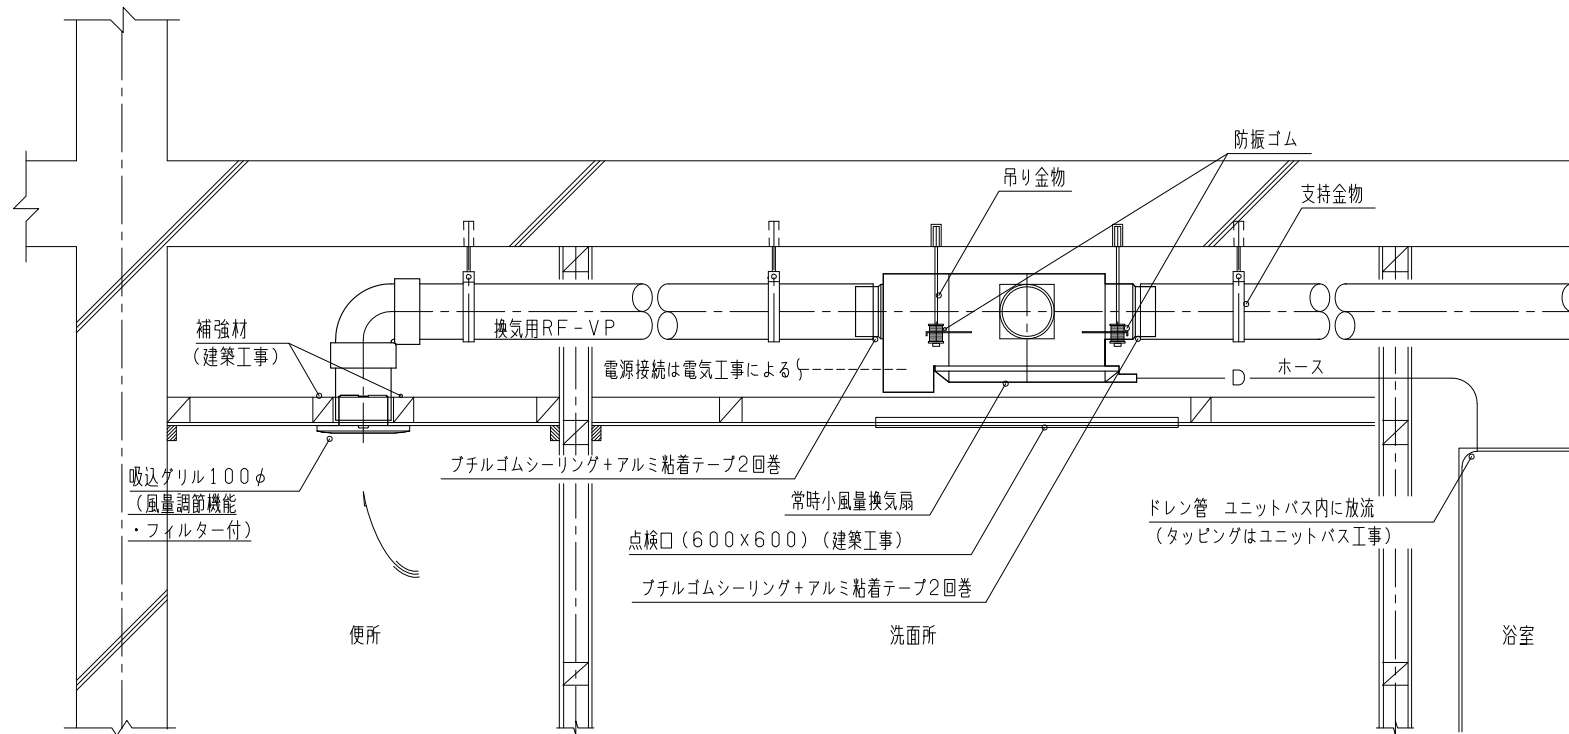 防振ゴム
吊り金物
支持金物
補強材
（建築工事）
換気用RF-VP
電源接続は電気工事による
D
ホース
ブチルゴムシーリング+アルミ粘着テープ2回巻
吸込グリル100φ
（風量調節機能
・フィルター付）
常時小風量換気扇
ドレン管 ユニットバス内に放流
（タッピングはユニットバス工事）
点検口（600×600）（建築工事）
ブチルゴムシーリング+アルミ粘着テープ2回巻
便所
洗面所
浴室